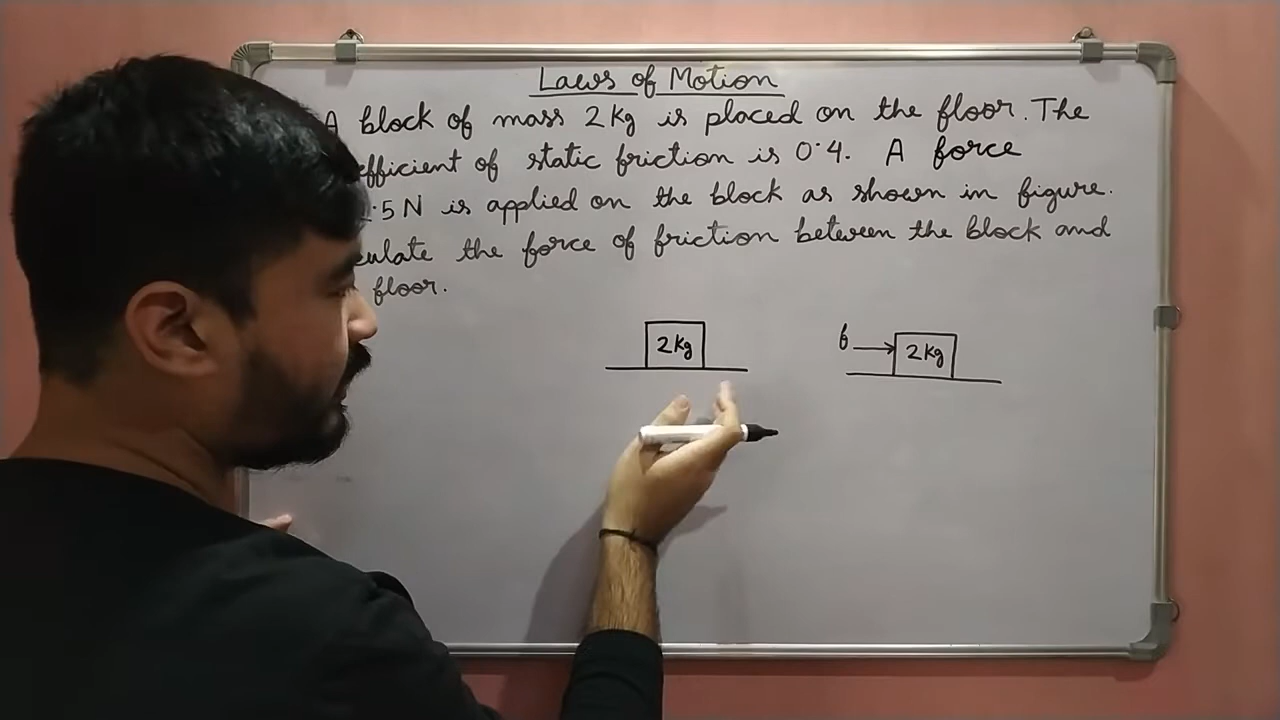 Laws of Motion
A block of mass 2 Kg is placed on the floor. The
efficient of static friction is 0.4. A force
.5 N is applied on the block as shown in figure.
culate the force of friction between the block and
floor.
2 Kg
f
2 Kg